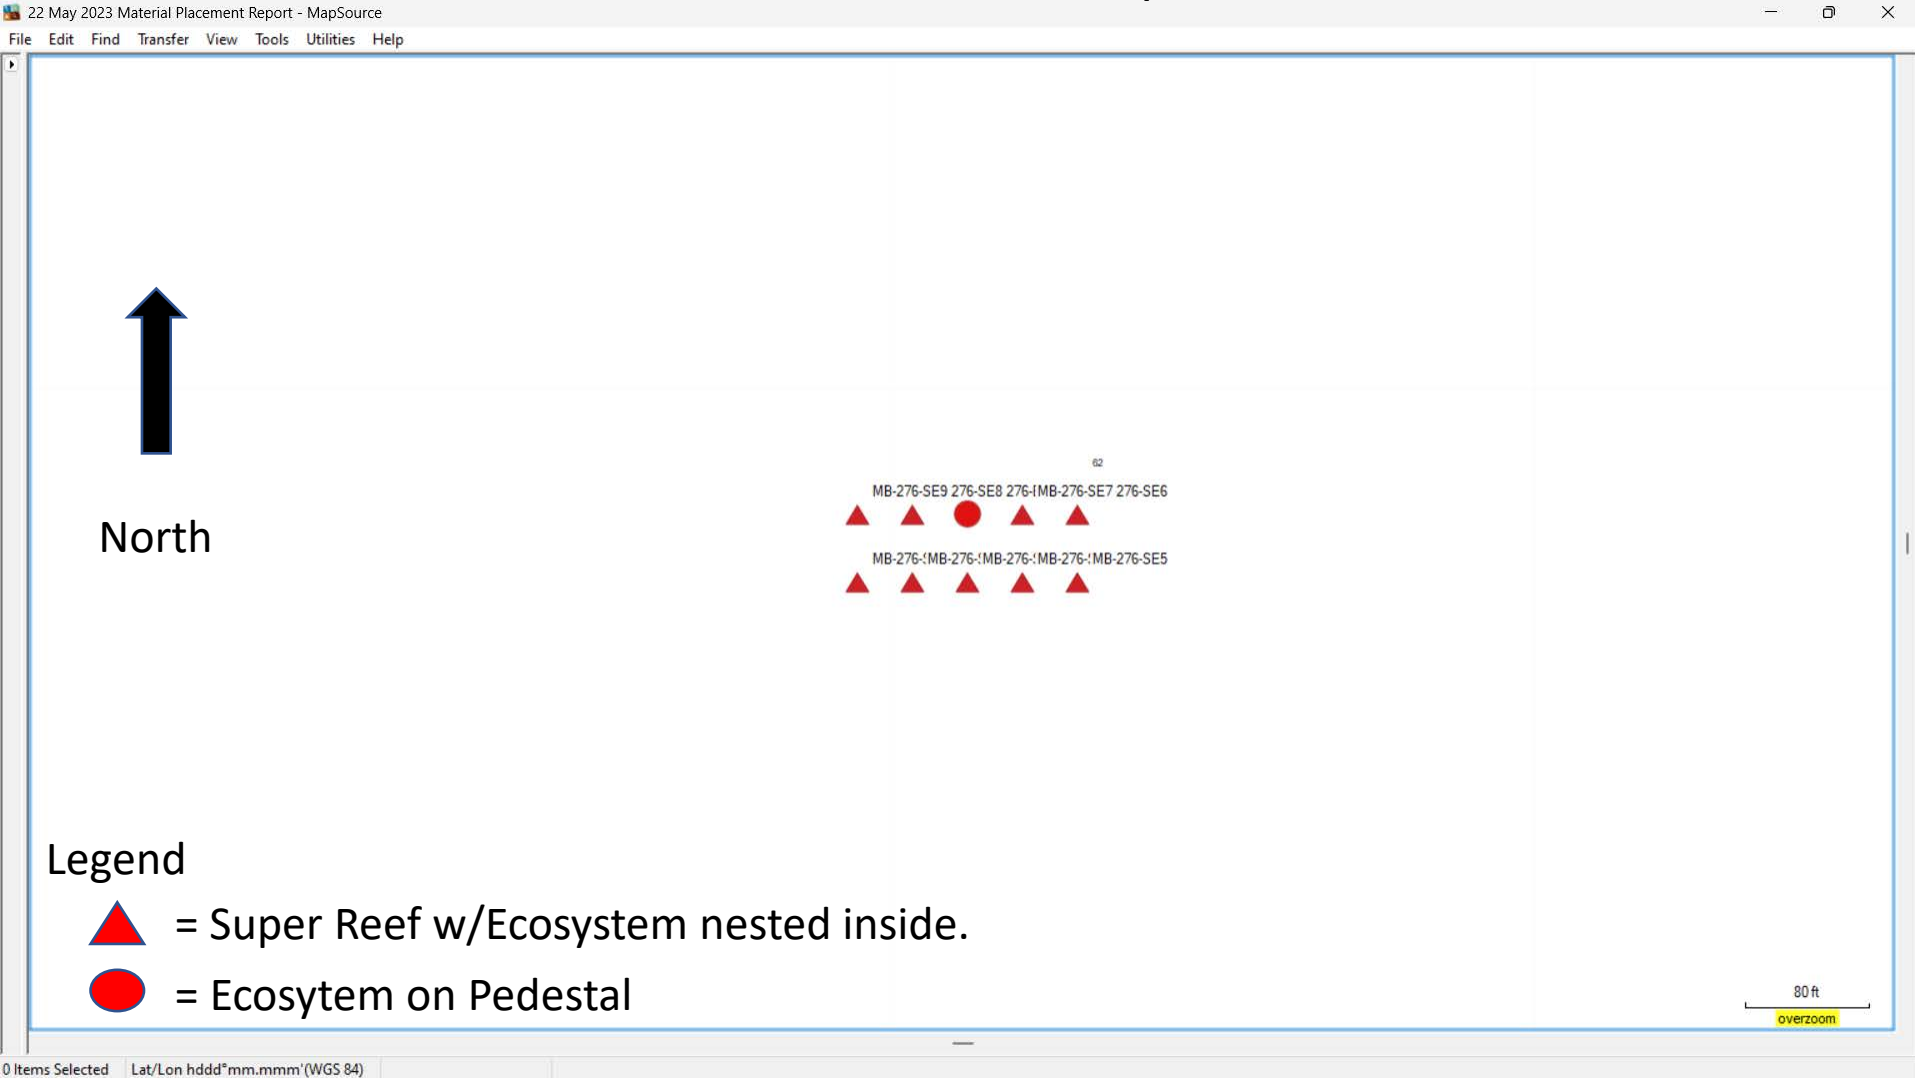 22 May 2023 Material Placement Report - MapSource
File Edit Find Transfer View Tools Utilities Help
62
MB-276-SE9 276-SE8 276- MB-276-SE7 276-SE6
MB-276- MB-276- MB-276- MB-276- MB-276-SE5
North
Legend
= Super Reef w/Ecosystem nested inside.
= Ecosytem on Pedestal
80 ft
overzoom
0 Items Selected Lat/Lon hddd°mm.mmm'(WGS 84)